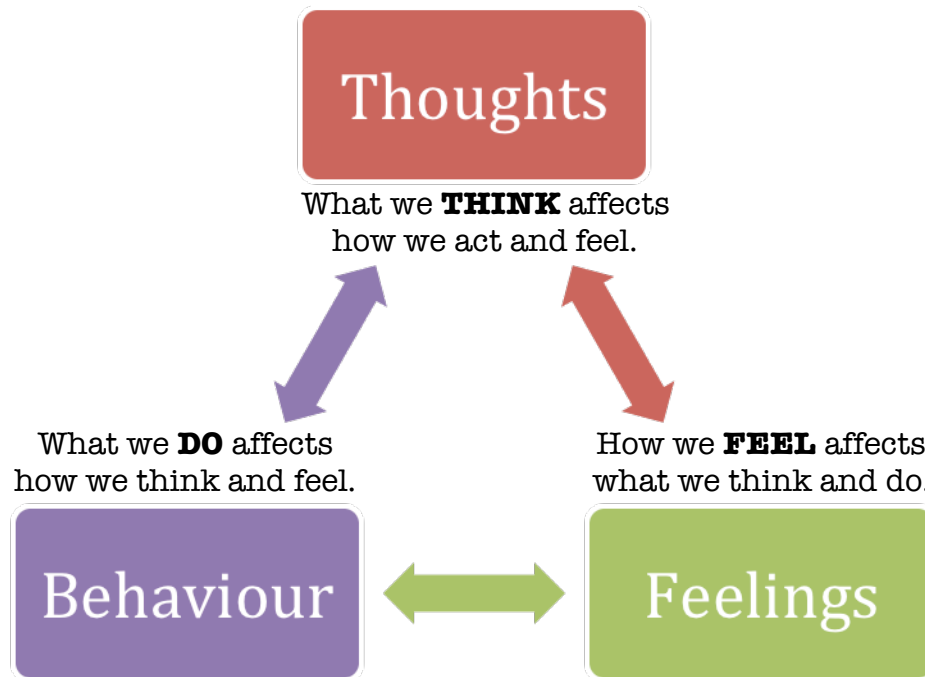 Thoughts
What we THINK affects
how we act and feel.
What we DO affects
how we think and feel.
How we FEEL affects
what we think and do.
Behaviour
Feelings